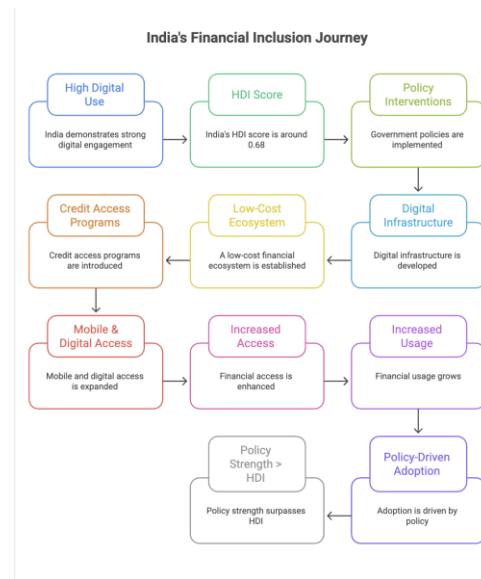 India's Financial Inclusion Journey
High Digital
Use
India demonstrates strong
digital engagement
HDI Score
India's HDI score is around
0.68
Policy
Interventions
Government policies are
implemented
Digital
Infrastructure
Digital infrastructure is
developed
Low-Cost
Ecosystem
A low-cost financial
ecosystem is established
Credit Access
Programs
Credit access programs
are introduced
Mobile &
Digital Access
Mobile and digital access
is expanded
Increased
Access
Financial access is
enhanced
Increased
Usage
Financial usage grows
Policy-Driven
Adoption
Adoption is driven by
policy
Policy
Strength >
HDI
Policy strength surpasses
HDI